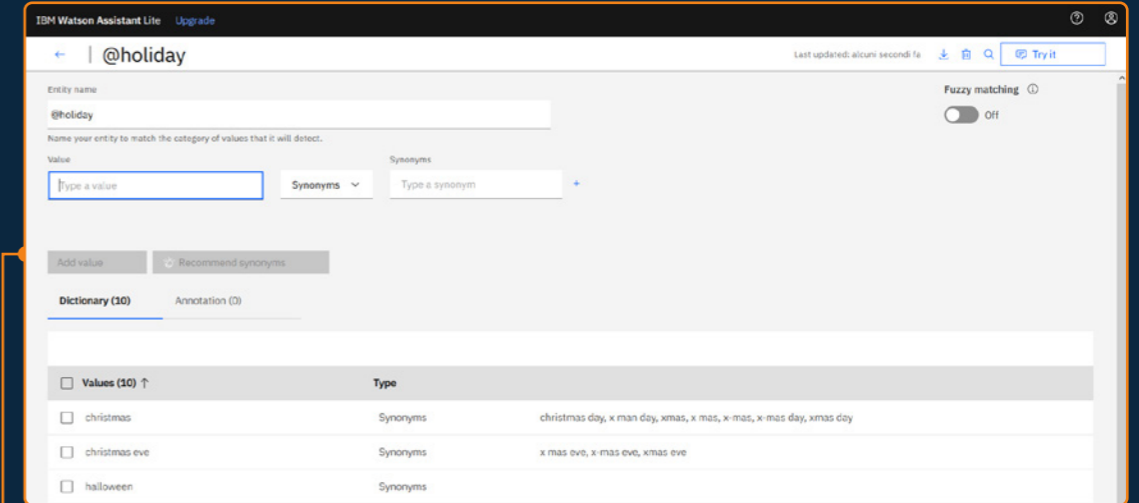 IBM Watson Assistant Lite Upgrade
@holiday
Last updated: alcuni secondi fa
Try it
Entity name
Fuzzy matching
@holiday
Off
Name your entity to match the category of values that it will detect.
Value Synonyms
Type a value Synonyms Type a synonym +
Add value Recommend synonyms
Dictionary (10) Annotation (0)
Values (10) ↑ Type
christmas Synonyms christmas day, x man day, xmas, x mas, x-mas, x-mas day, xmas day
christmas eve Synonyms x mas eve, x-mas eve, xmas eve
halloween Synonyms